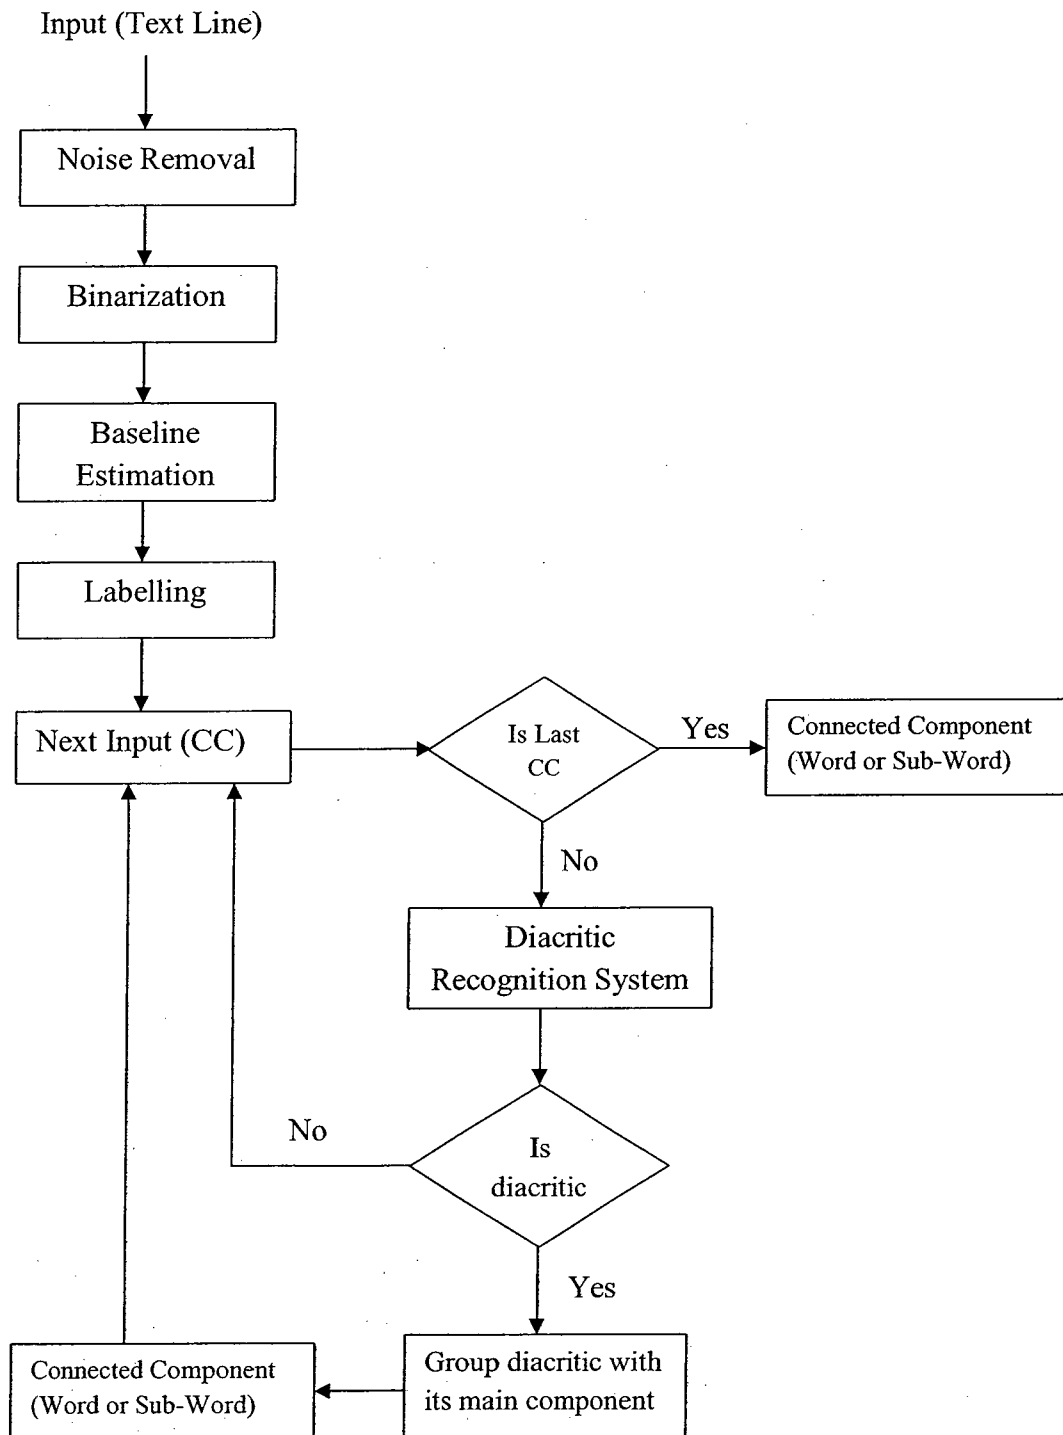 Input (Text Line)
Noise Removal
Binarization
Baseline
Estimation
Labelling
Next Input (CC)
Is Last
CC
Yes
Connected Component
(Word or Sub-Word)
No
Diacritic
Recognition System
No
Is
diacritic
Yes
Group diacritic with
its main component
Connected Component
(Word or Sub-Word)